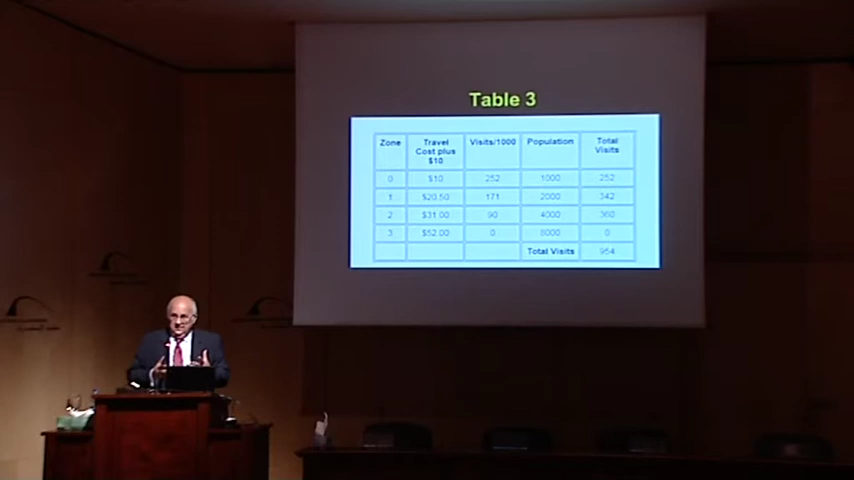 Table 3
Zone Travel Cost plus $10 Visits/1000 Population Total Visits
0 $10 252 1000 252
1 $20.50 171 2000 342
2 $31.00 90 4000 360
3 $52.00 0 8000 0
Total Visits 954